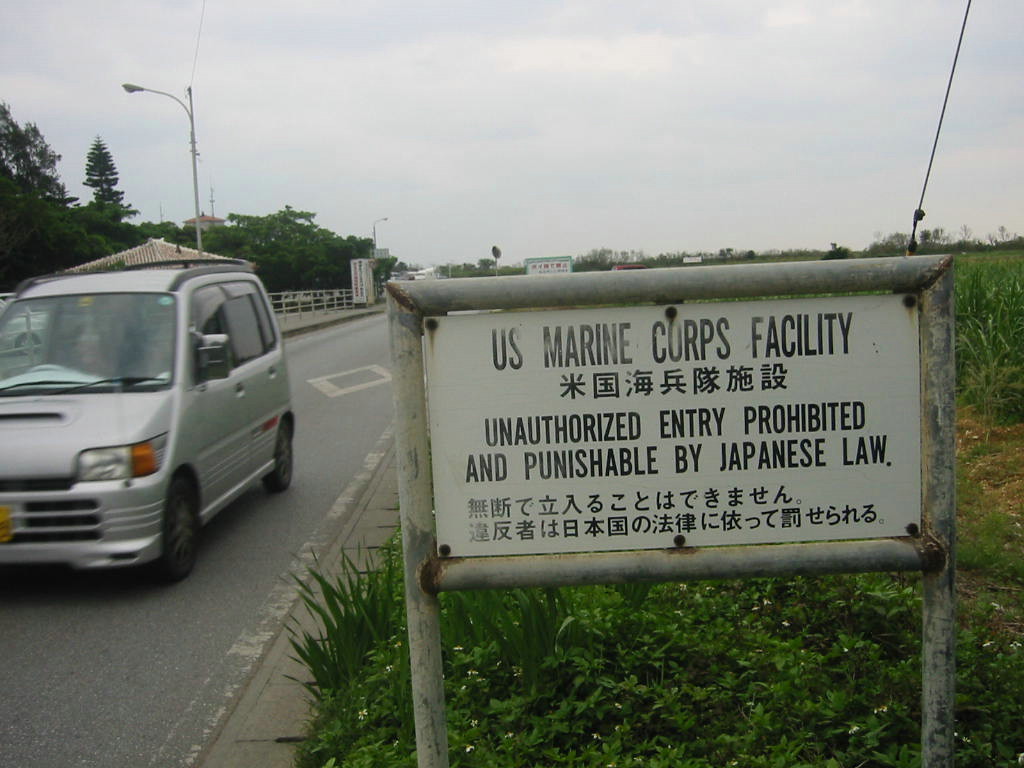 US MARINE CORPS FACILITY
米国海兵隊施設
UNAUTHORIZED ENTRY PROHIBITED
AND PUNISHABLE BY JAPANESE LAW.
無断で立入ることはできません。
違反者は日本国の法律に依って罰せられる。